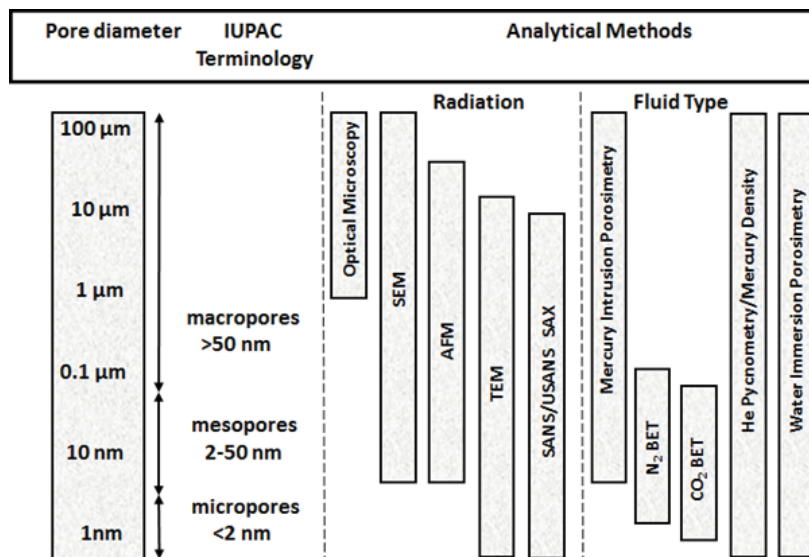 Pore diameter
IUPAC
Terminology
Analytical Methods
Radiation
Fluid Type
100 µm
10 µm
1 µm
0.1 µm
10 nm
1nm
macropores
>50 nm
mesopores
2-50 nm
micropores
<2 nm
Optical Microscopy
SEM
AFM
TEM
SANS/USANS SAX
Mercury Intrusion Porosimetry
N₂ BET
CO₂ BET
He Pycnometry/Mercury Density
Water Immersion Porosimetry